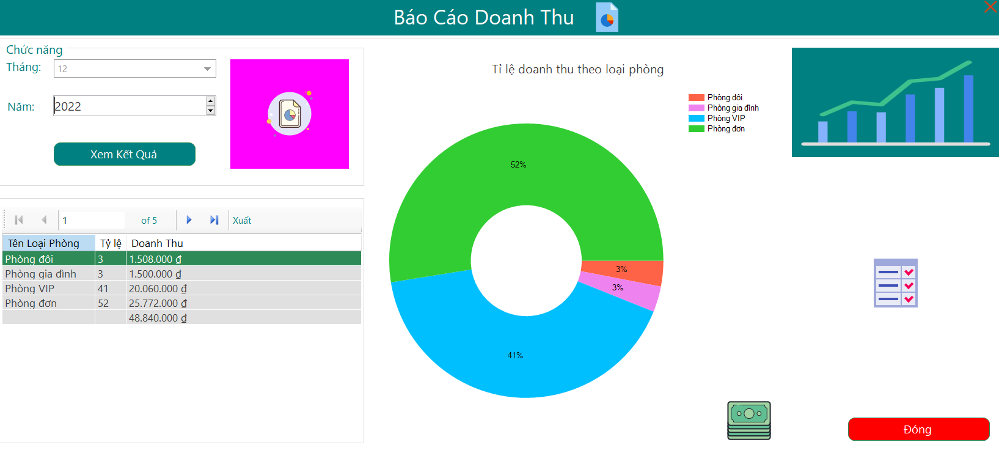 Báo Cáo Doanh Thu
Chức năng
Tháng:
12
Năm:
2022
Xem Kết Quả
1
of 5
Xuất
Tên Loại Phòng Tỷ lệ Doanh Thu
Phòng đôi 3 1.508.000 ₫
Phòng gia đình 3 1.500.000 ₫
Phòng VIP 41 20.060.000 ₫
Phòng đơn 52 25.772.000 ₫
48.840.000 ₫
Tỉ lệ doanh thu theo loại phòng
Phòng đôi
Phòng gia đình
Phòng VIP
Phòng đơn
52%
3%
3%
41%
Đóng